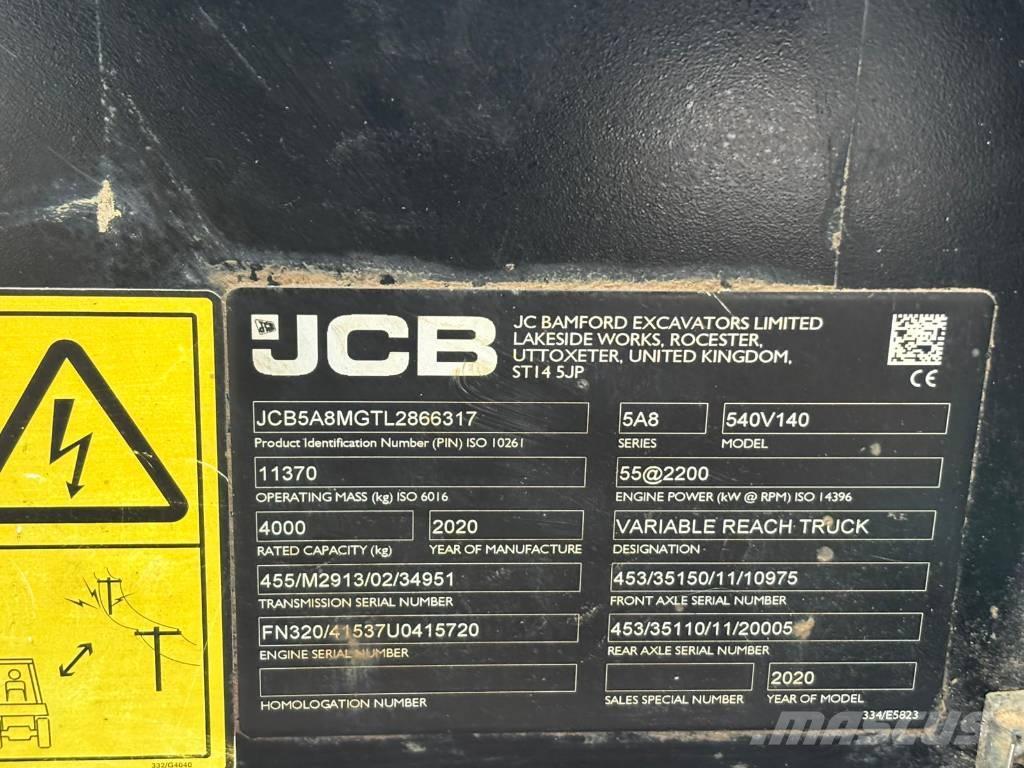 JCB
JC BAMFORD EXCAVATORS LIMITED
LAKESIDE WORKS, ROCESTER,
UTTOXETER, UNITED KINGDOM,
ST14 5JP
CE
JCB5A8MGTL2866317
Product Identification Number (PIN) ISO 10261
5A8
SERIES
540V140
MODEL
11370
OPERATING MASS (kg) ISO 6016
55@2200
ENGINE POWER (kW @ RPM) ISO 14396
4000
RATED CAPACITY (kg)
2020
YEAR OF MANUFACTURE
VARIABLE REACH TRUCK
DESIGNATION
455/M2913/02/34951
TRANSMISSION SERIAL NUMBER
453/35150/11/10975
FRONT AXLE SERIAL NUMBER
FN320/41537U0415720
ENGINE SERIAL NUMBER
453/35110/11/20005
REAR AXLE SERIAL NUMBER
HOMOLOGATION NUMBER
SALES SPECIAL NUMBER
2020
YEAR OF MODEL
334/E5823
332/G4640
MASCUS